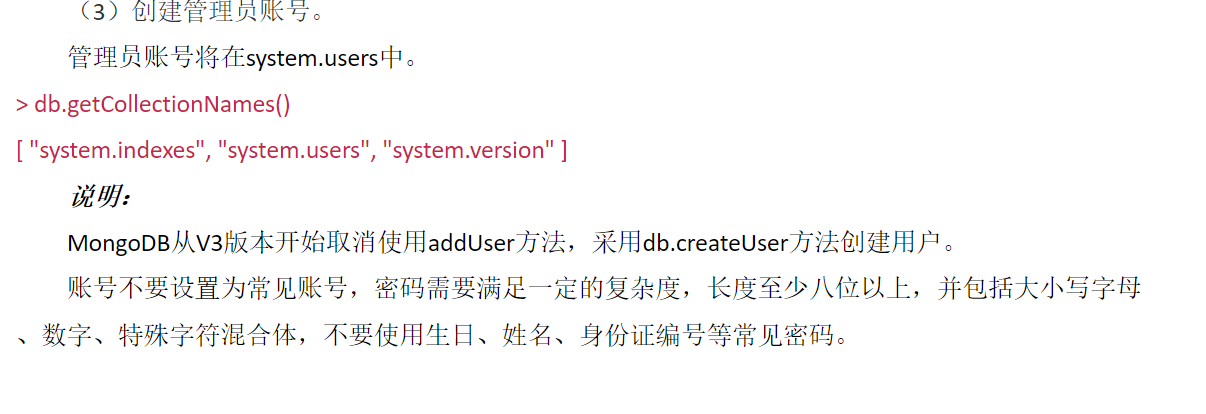 （3）创建管理员账号。
管理员账号将在system.users中。
> db.getCollectionNames()
[ "system.indexes", "system.users", "system.version" ]
说明：
MongoDB从V3版本开始取消使用addUser方法，采用db.createUser方法创建用户。
账号不要设置为常见账号，密码需要满足一定的复杂度，长度至少八位以上，并包括大小写字母
、数字、特殊字符混合体，不要使用生日、姓名、身份证编号等常见密码。